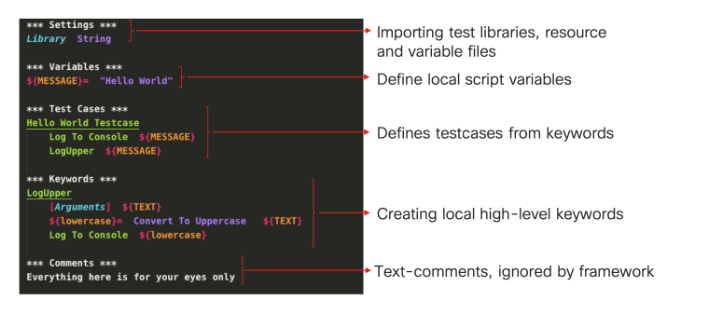 *** Settings ***
Library  String
Importing test libraries, resource
and variable files
*** Variables ***
${MESSAGE}=  "Hello World"
Define local script variables
*** Test Cases ***
Hello World Testcase
Log To Console  ${MESSAGE}
LogUpper  ${MESSAGE}
Defines testcases from keywords
*** Keywords ***
LogUpper
[Arguments]  ${TEXT}
${lowercase}=  Convert To Uppercase  ${TEXT}
Log To Console  ${lowercase}
Creating local high-level keywords
*** Comments ***
Everything here is for your eyes only
Text-comments, ignored by framework